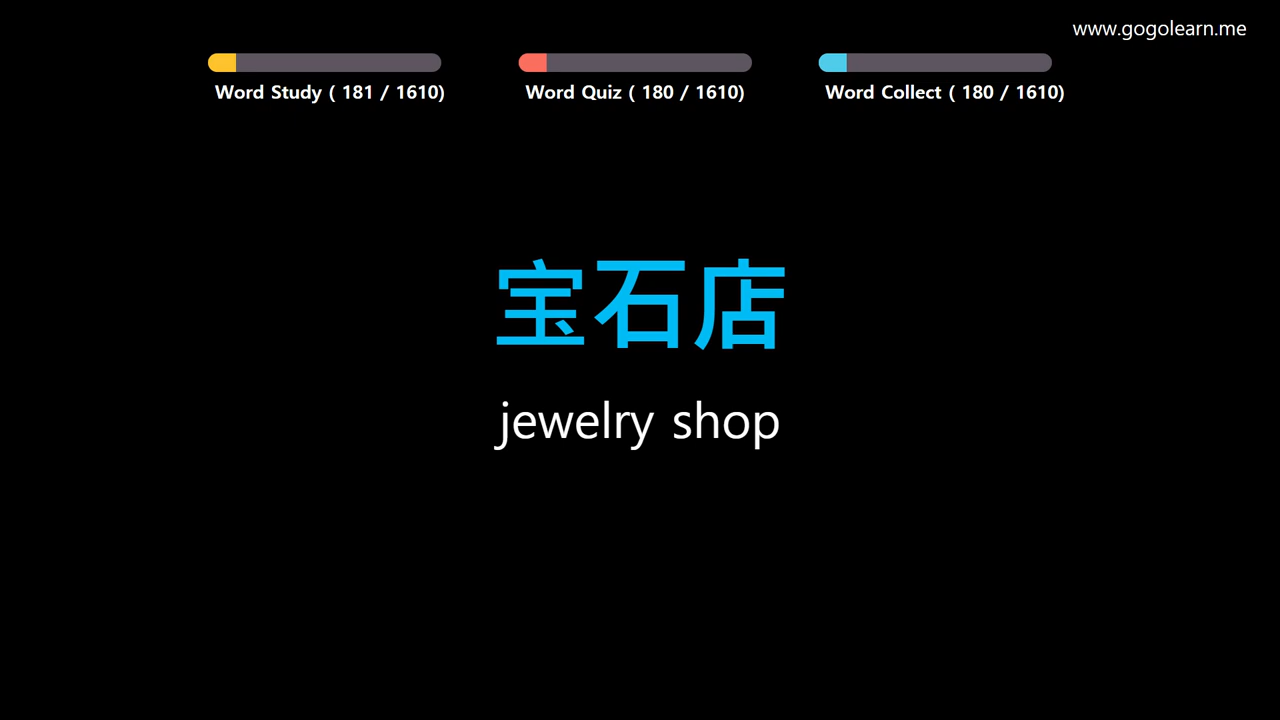 www.gogolearn.me
Word Study ( 181 / 1610)
Word Quiz ( 180 / 1610)
Word Collect ( 180 / 1610)
宝石店
jewelry shop